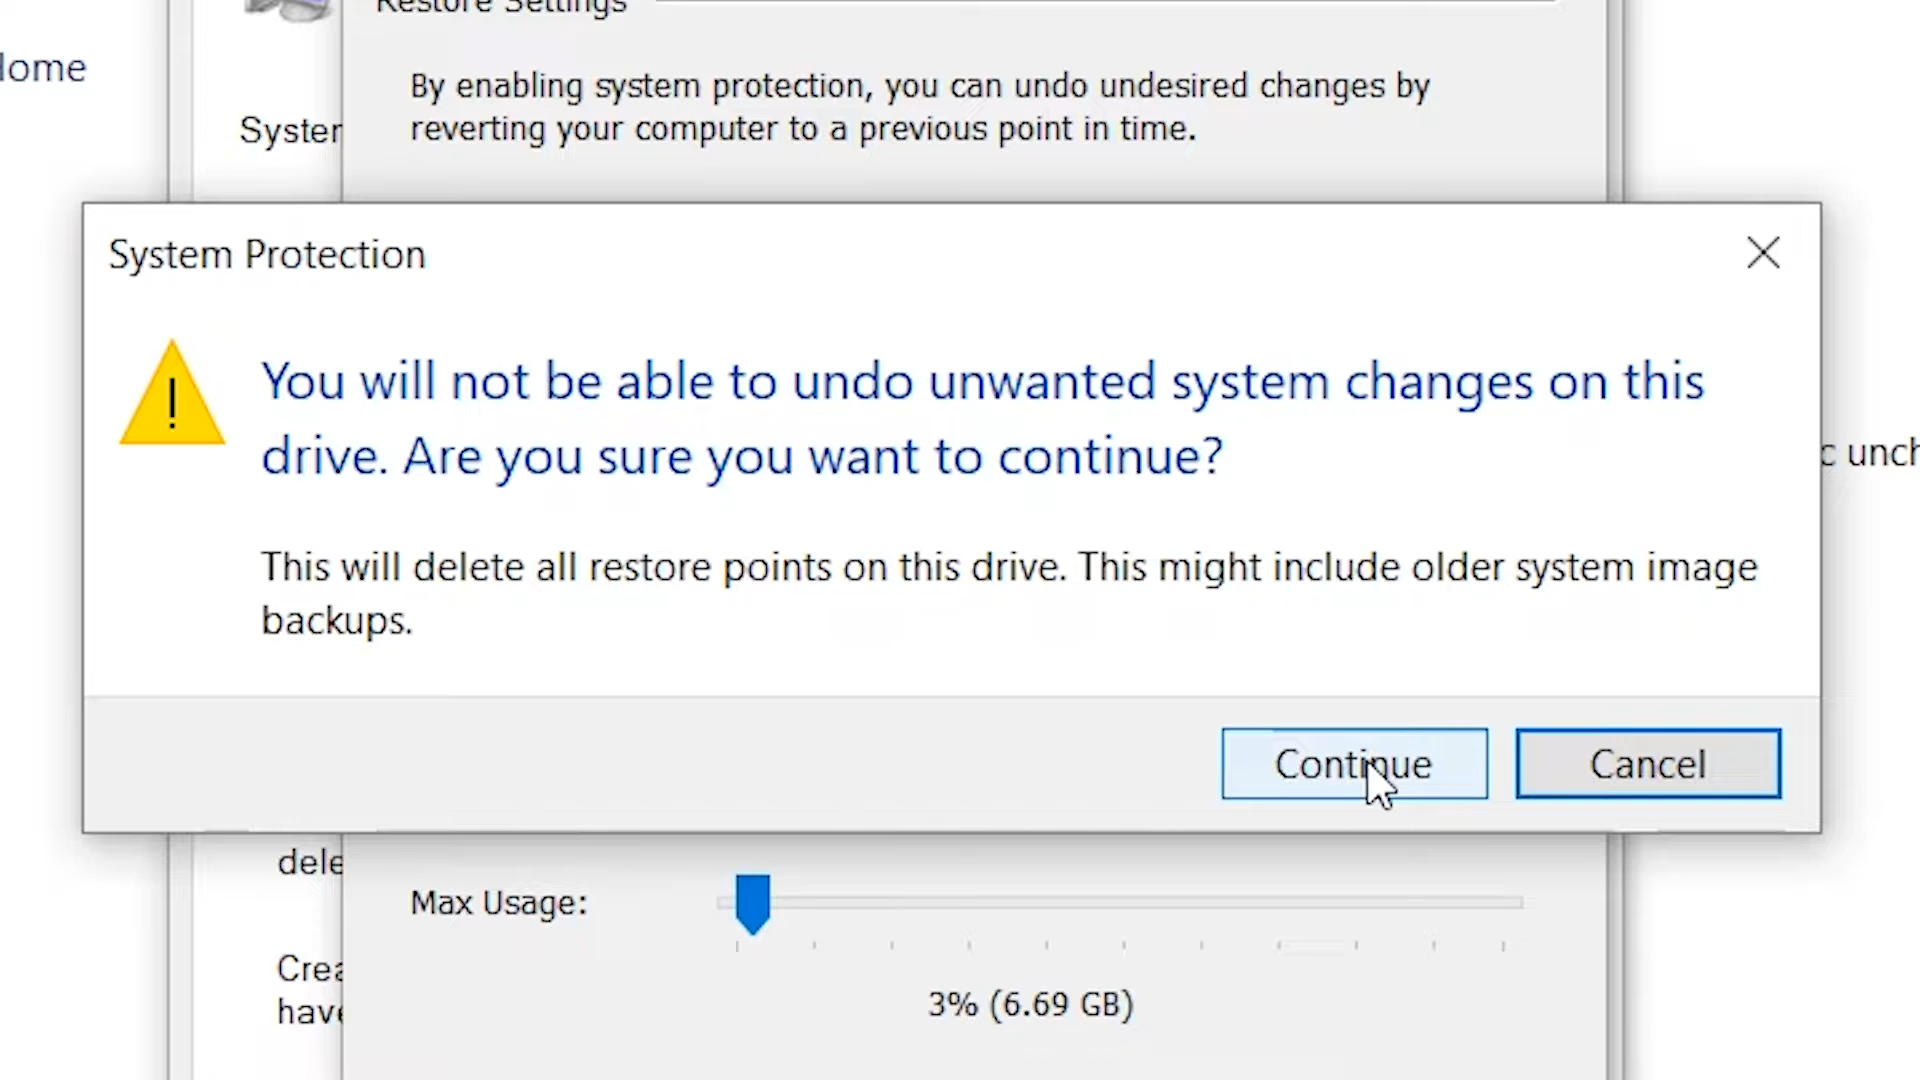 Restore Settings
ome
By enabling system protection, you can undo undesired changes by
Syster
reverting your computer to a previous point in time.
System Protection
You will not be able to undo unwanted system changes on this
drive. Are you sure you want to continue?
c unch
This will delete all restore points on this drive. This might include older system image
backups.
Continue
Cancel
dele
Max Usage:
Crea
have
3% (6.69 GB)